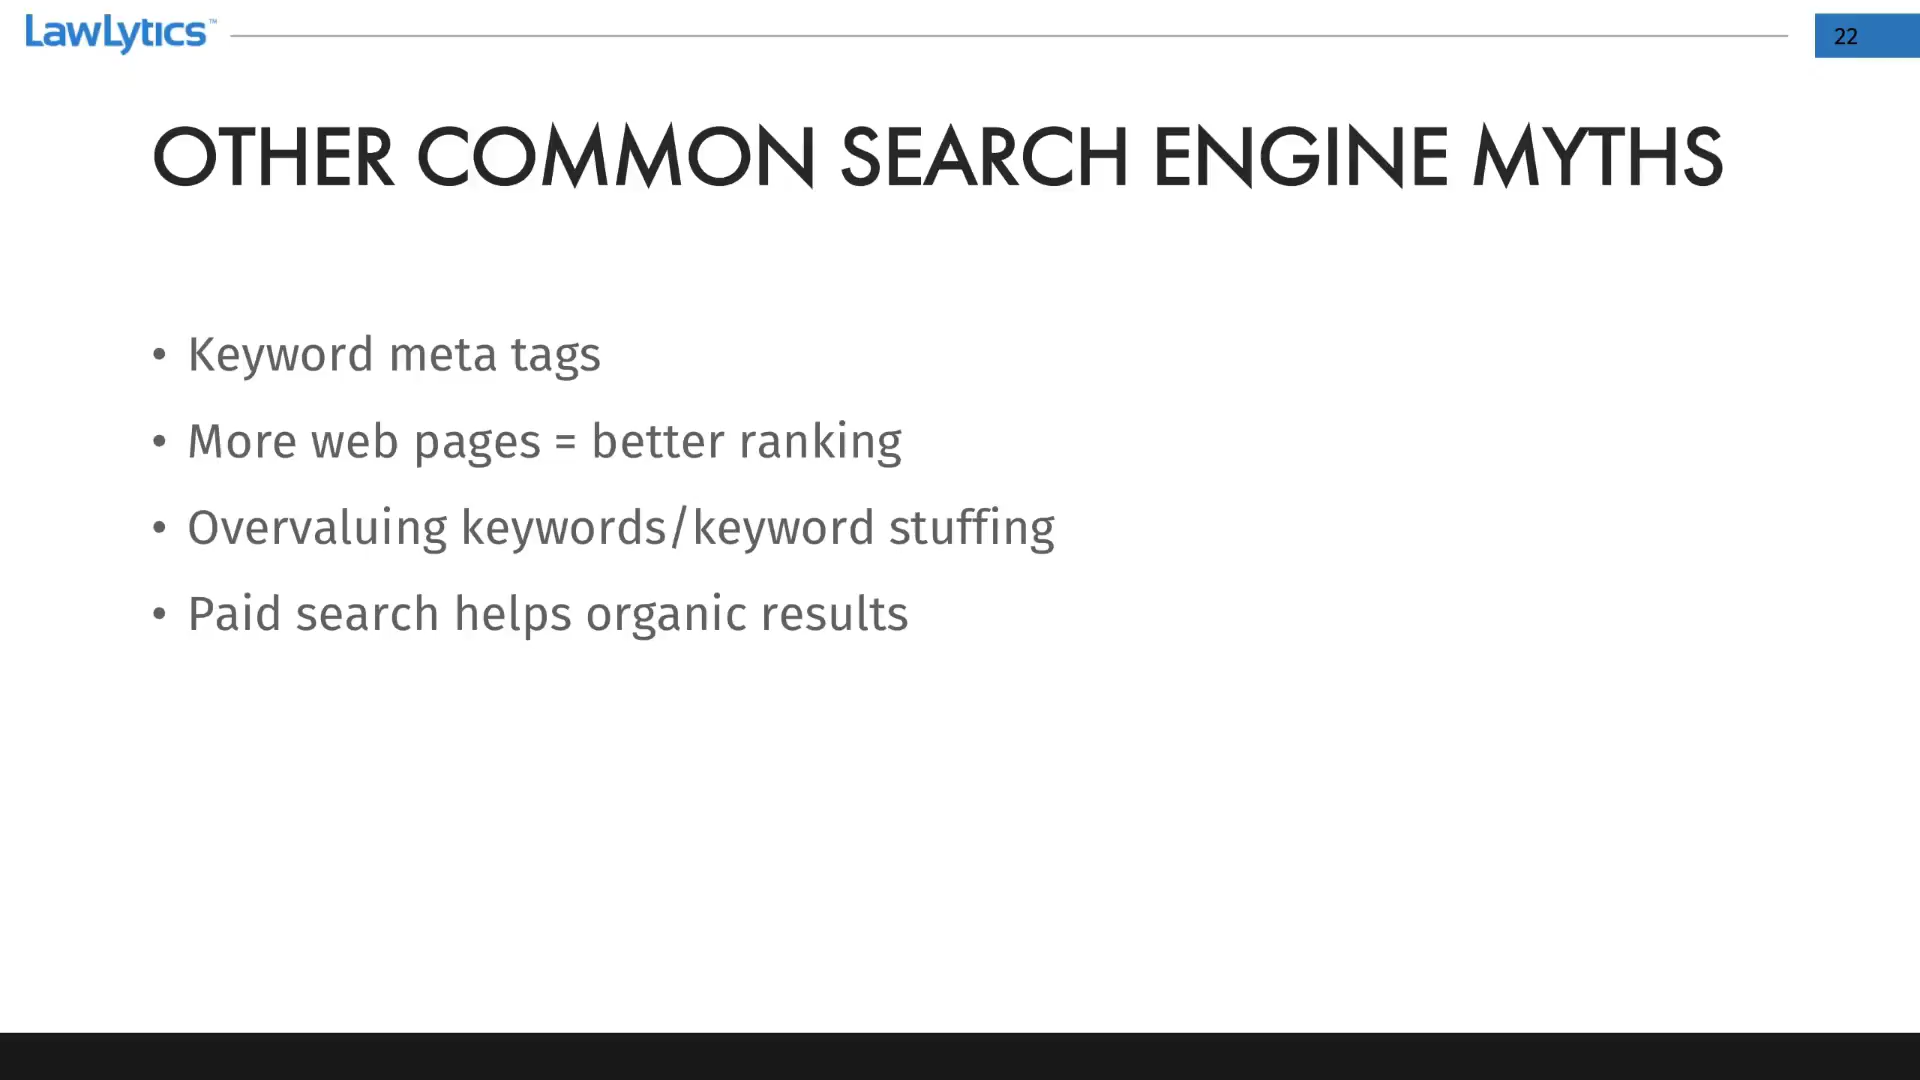 LawLytics™
22
OTHER COMMON SEARCH ENGINE MYTHS
• Keyword meta tags
• More web pages = better ranking
• Overvaluing keywords/keyword stuffing
• Paid search helps organic results